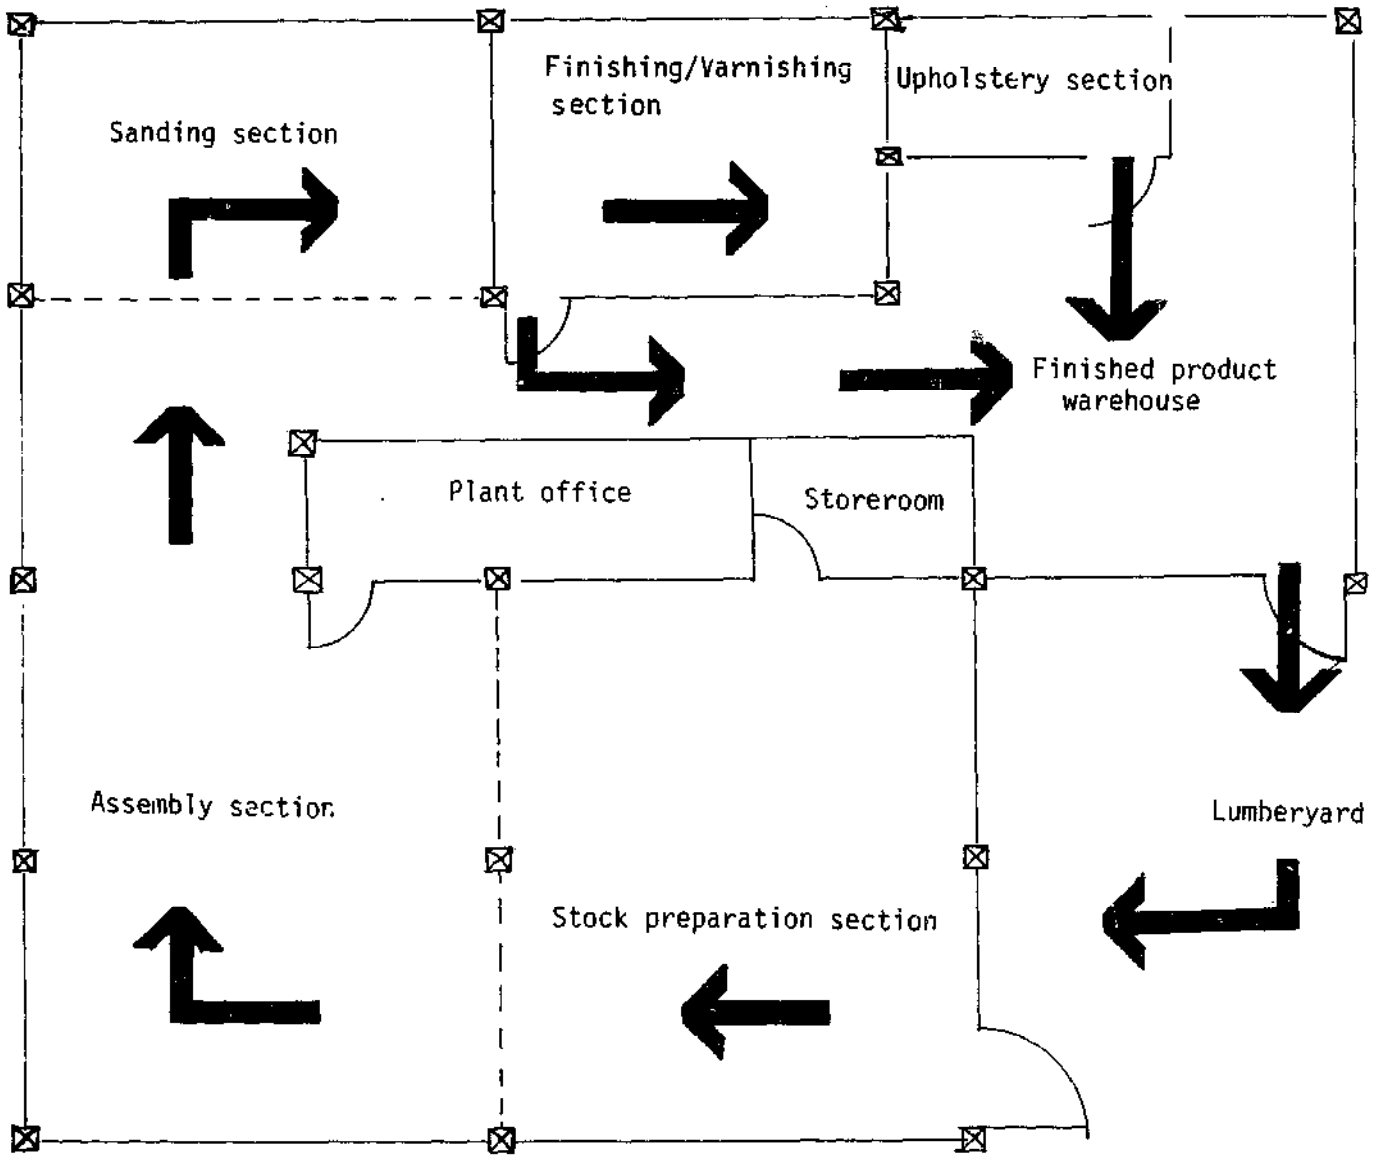 Finishing/Varnishing
section
Upholstery section
Sanding section
Finished product
warehouse
Plant office
Storeroom
Assembly section
Lumberyard
Stock preparation section